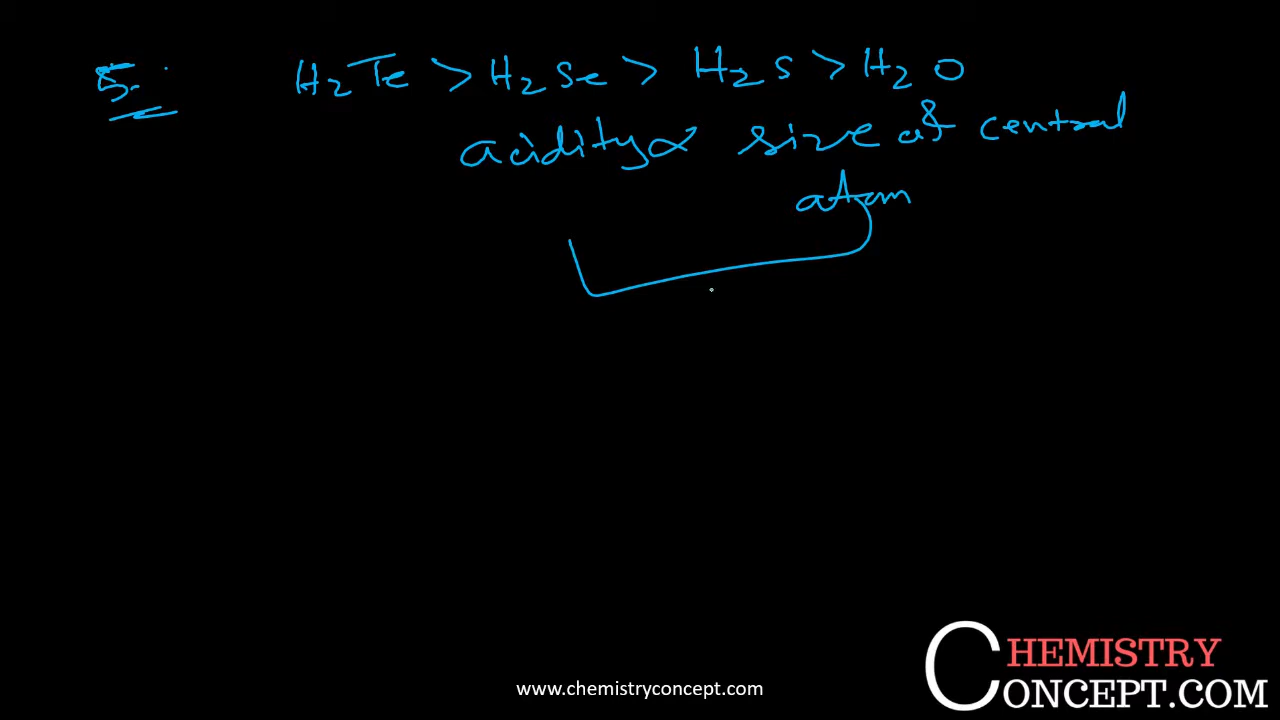 5.
H₂Te > H₂Se > H₂S > H₂O
acidity ∝ size of central
atom
CHEMISTRY
CONCEPT.COM
www.chemistryconcept.com